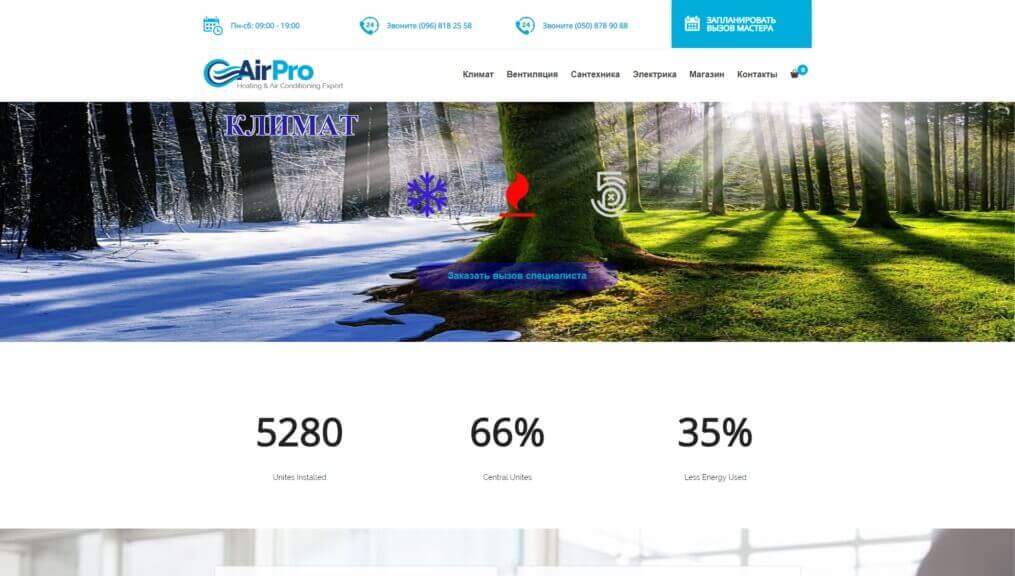 Пн-сб: 09:00 - 19:00
24
Звоните (096) 818 25 58
24
Звоните (050) 878 90 88
ЗАПЛАНИРОВАТЬ
ВЫЗОВ МАСТЕРА
AirPro
Heating & Air Conditioning Expert
Климат
Вентиляция
Сантехника
Электрика
Магазин
Контакты
0
КЛИМАТ
5
Заказать вызов специалиста
5280
66%
35%
Unites Installed
Central Unites
Less Energy Used